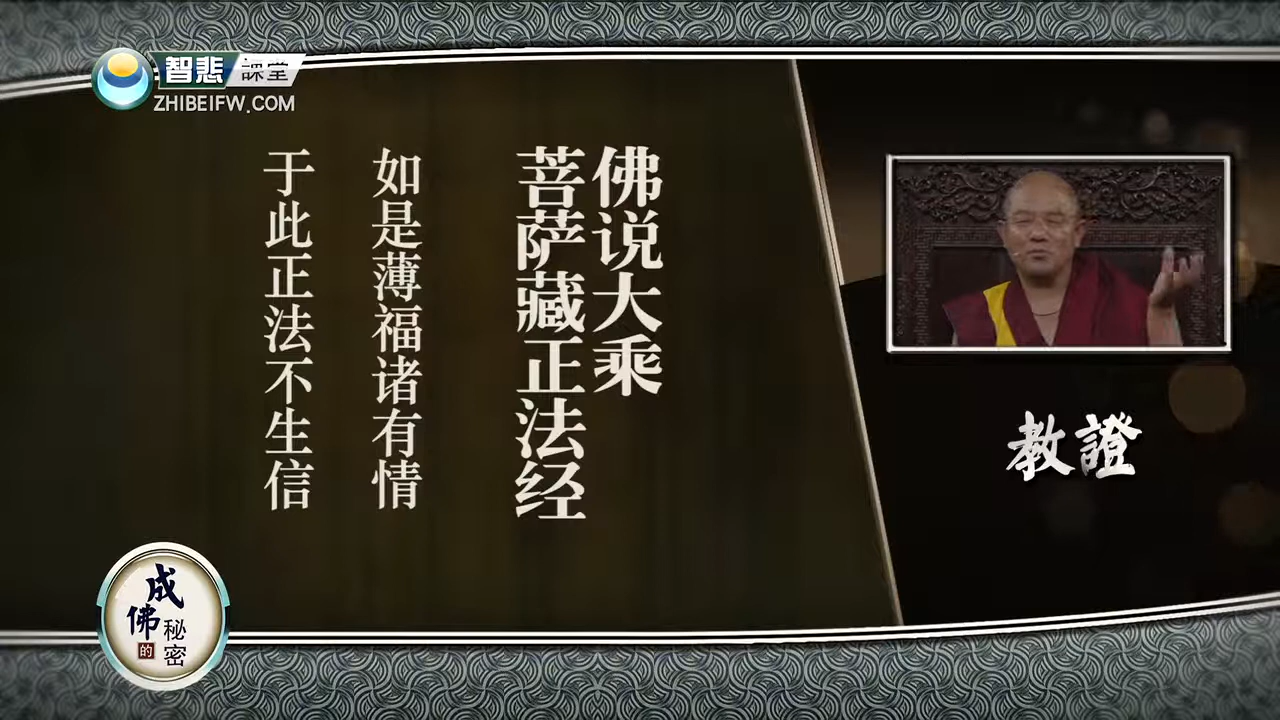 智悲課堂
ZHIBEIFW.COM
佛说大乘
菩萨藏正法经
如是薄福诸有情
于此正法不生信
教證
成佛的秘密